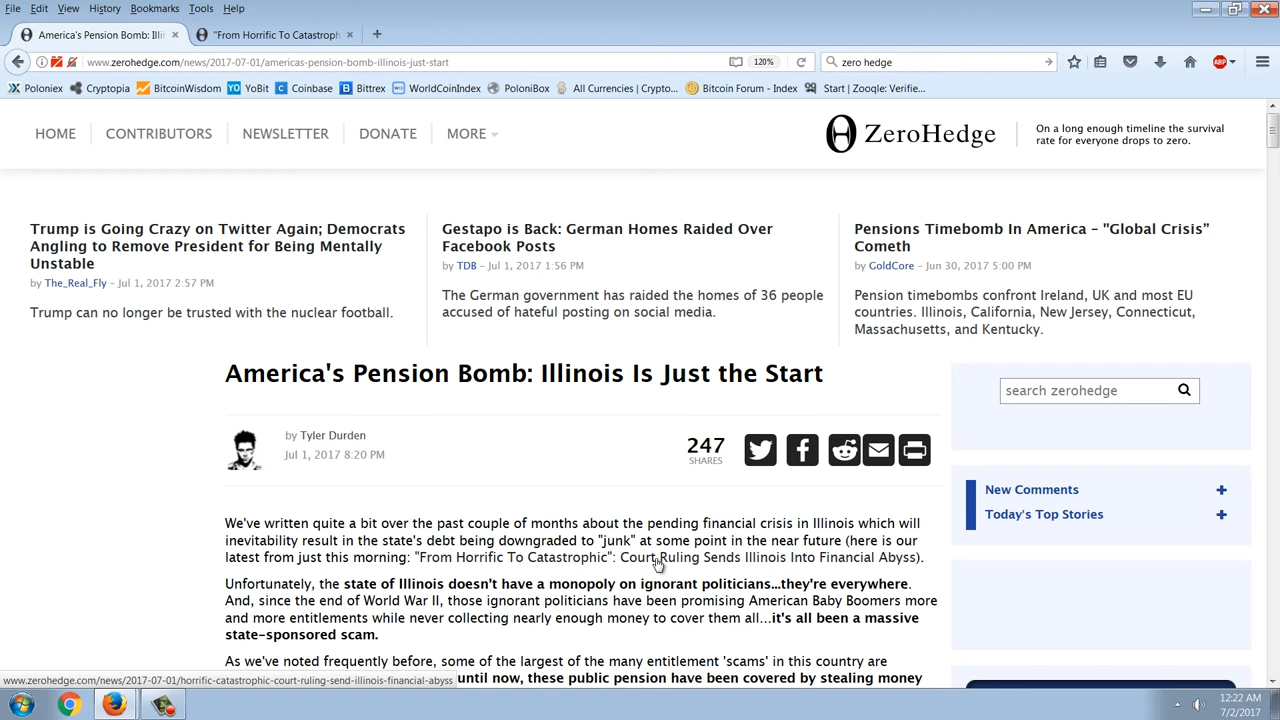 File Edit View History Bookmarks Tools Help
America's Pension Bomb: Illin × "From Horrific To Catastroph × +
www.zerohedge.com/news/2017-07-01/americas-pension-bomb-illinois-just-start 120% zero hedge ABP
Poloniex Cryptopia BitcoinWisdom YO YoBit Coinbase B Bittrex WorldCoinIndex PoloniBox All Currencies | Crypto... Bitcoin Forum - Index Start | Zooqle: Verifie...
HOME CONTRIBUTORS NEWSLETTER DONATE MORE
ZeroHedge
On a long enough timeline the survival
rate for everyone drops to zero.
Trump is Going Crazy on Twitter Again; Democrats
Angling to Remove President for Being Mentally
Unstable
by The_Real_Fly - Jul 1, 2017 2:57 PM
Trump can no longer be trusted with the nuclear football.
Gestapo is Back: German Homes Raided Over
Facebook Posts
by TDB - Jul 1, 2017 1:56 PM
The German government has raided the homes of 36 people
accused of hateful posting on social media.
Pensions Timebomb In America – "Global Crisis”
Cometh
by GoldCore - Jun 30, 2017 5:00 PM
Pension timebombs confront Ireland, UK and most EU
countries. Illinois, California, New Jersey, Connecticut,
Massachusetts, and Kentucky.
America's Pension Bomb: Illinois Is Just the Start
by Tyler Durden
Jul 1, 2017 8:20 PM
247
SHARES
search zerohedge
New Comments +
Today's Top Stories +
We've written quite a bit over the past couple of months about the pending financial crisis in Illinois which will
inevitability result in the state's debt being downgraded to "junk" at some point in the near future (here is our
latest from just this morning: "From Horrific To Catastrophic": Court Ruling Sends Illinois Into Financial Abyss).
Unfortunately, the state of Illinois doesn't have a monopoly on ignorant politicians...they're everywhere.
And, since the end of World War II, those ignorant politicians have been promising American Baby Boomers more
and more entitlements while never collecting nearly enough money to cover them all...it's all been a massive
state-sponsored scam.
As we've noted frequently before, some of the largest of the many entitlement 'scams' in this country are
until now, these public pension have been covered by stealing money
www.zerohedge.com/news/2017-07-01/horrific-catastrophic-court-ruling-send-illinois-financial-abyss
12:22 AM
7/2/2017